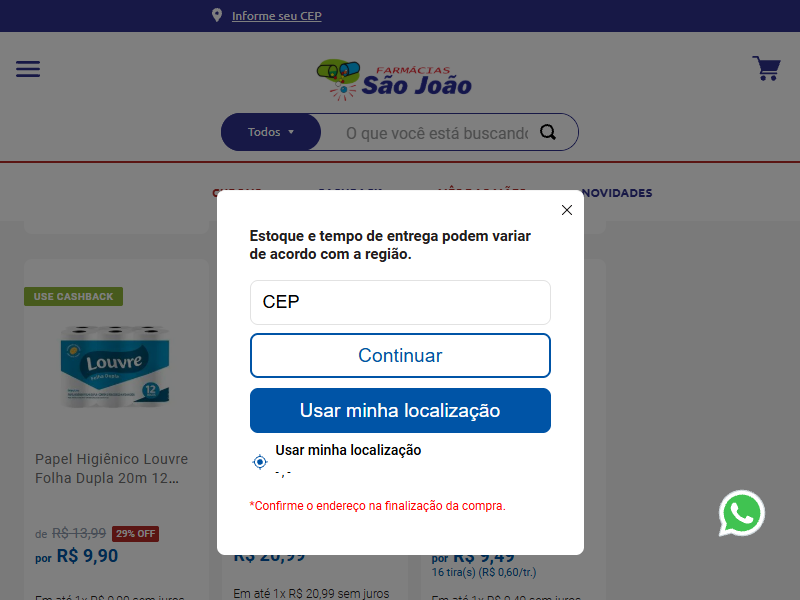 Informe seu CEP
FARMÁCIAS
São João
Todos
O que você está buscando
NOVIDADES
Estoque e tempo de entrega podem variar
de acordo com a região.
CEP
Continuar
Usar minha localização
Usar minha localização
- , -
*Confirme o endereço na finalização da compra.
USE CASHBACK
Louvre
Folha Dupla
12
Papel Higiênico Louvre
Folha Dupla 20m 12...
de R$ 13,99 29% OFF
por R$ 9,90
R$ 20,99
Em até 1x R$ 20,99 sem juros
por R$ 9,49
16 tira(s) (R$ 0,60/tr.)